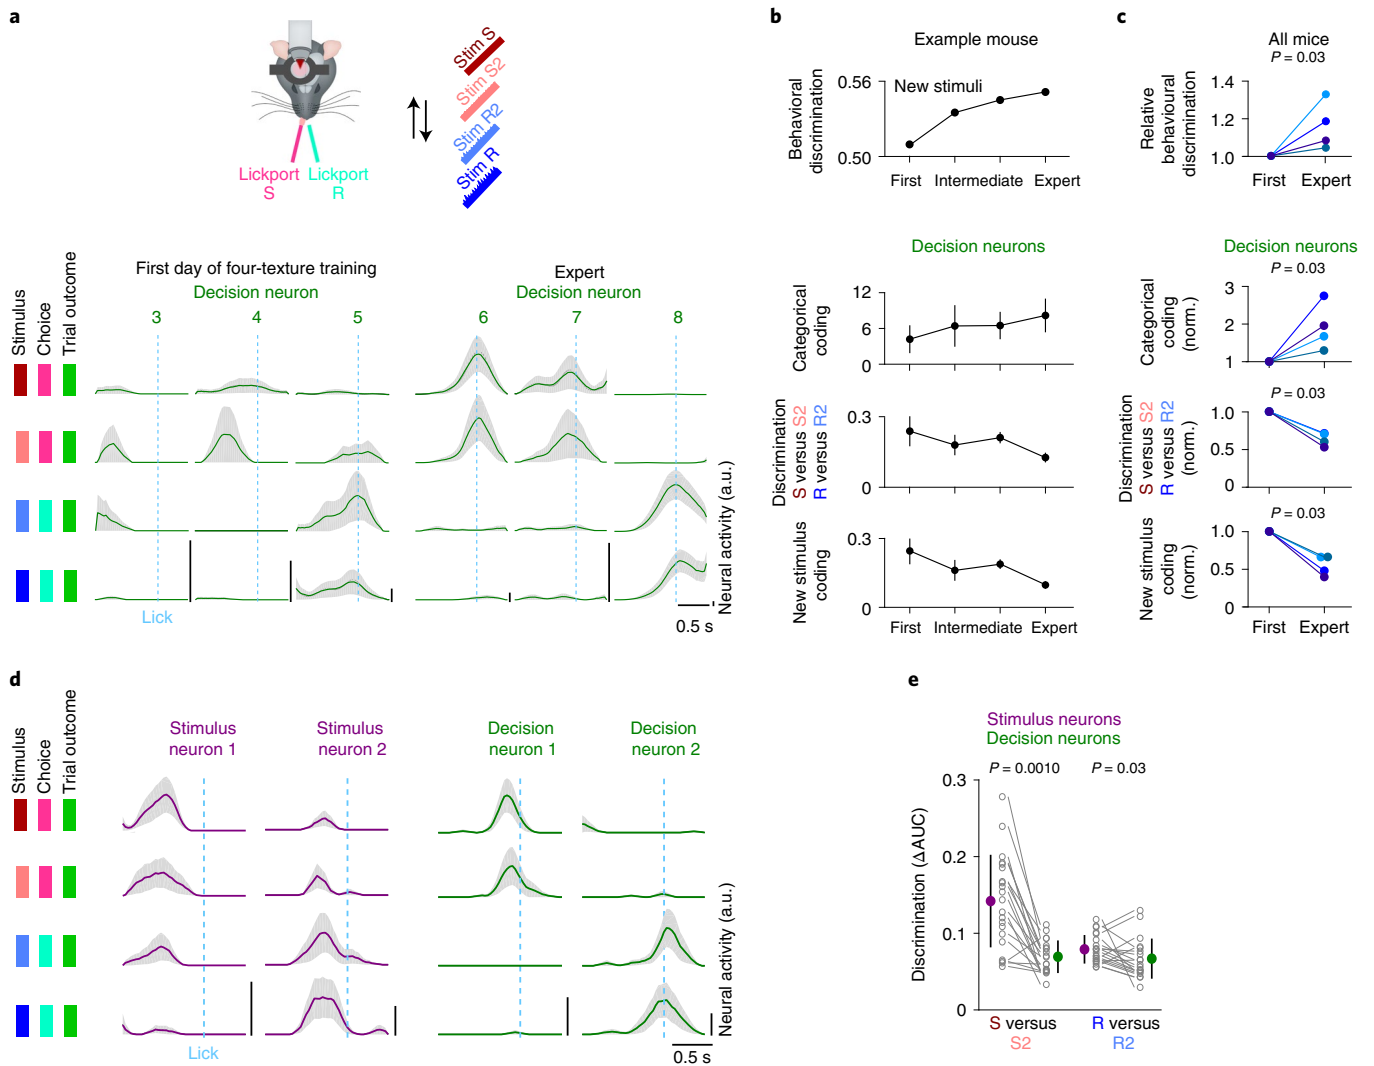 a
Stim S
Stim S2
Stim R2
Stim R
Lickport
S
Lickport
R
First day of four-texture training
Decision neuron
Expert
Decision neuron
Stimulus
Choice
Trial outcome
3
4
5
6
7
8
Lick
Neural activity (a.u.)
0.5 s
b
Example mouse
New stimuli
Behavioral
discrimination
0.56
0.50
First
Intermediate
Expert
Decision neurons
Categorical
coding
12
6
0
Discrimination
S versus S2
R versus R2
0.3
0
New stimulus
coding
0.3
0
First
Intermediate
Expert
c
All mice
P = 0.03
Relative
behavioural
discrimination
1.4
1.2
1.0
First
Expert
Decision neurons
P = 0.03
Categorical
coding
(norm.)
3
2
1
P = 0.03
Discrimination
S versus S2
R versus R2
(norm.)
1.0
0.5
0
P = 0.03
New stimulus
coding
(norm.)
1.0
0.5
0
First
Expert
d
Stimulus
Choice
Trial outcome
Stimulus
neuron 1
Stimulus
neuron 2
Decision
neuron 1
Decision
neuron 2
Lick
Neural activity (a.u.)
0.5 s
e
Stimulus neurons
Decision neurons
P = 0.0010
P = 0.03
Discrimination (ΔAUC)
0.3
0.2
0.1
0
S versus
S2
R versus
R2